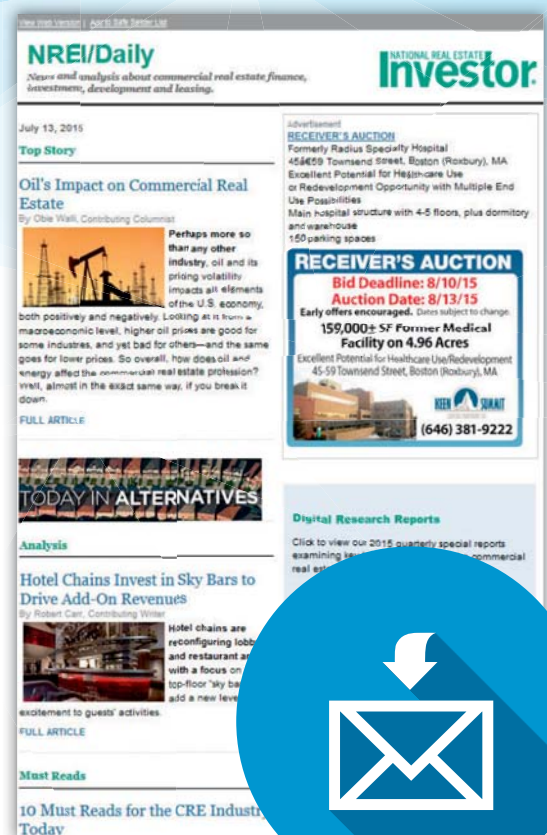 View Web Version | Add to Safe Sender List
NREI/Daily
News and analysis about commercial real estate finance,
investment, development and leasing.
NATIONAL REAL ESTATE
Investor.
July 13, 2015
Top Story
Oil's Impact on Commercial Real
Estate
By Obie Walli, Contributing Columnist
Perhaps more so
than any other
industry, oil and its
pricing volatility
impacts all elements
of the U.S. economy,
both positively and negatively. Looking at it from a
macroeconomic level, higher oil prices are good for
some industries, and yet bad for others—and the same
goes for lower prices. So overall, how does oil and
energy affect the commercial real estate profession?
Well, almost in the exact same way, if you break it
down.
FULL ARTICLE
TODAY IN ALTERNATIVES
Analysis
Hotel Chains Invest in Sky Bars to
Drive Add-On Revenues
By Robert Carr, Contributing Writer
Hotel chains are
reconfiguring lobb
and restaurant a
with a focus on
top-floor "sky ba
add a new leve
excitement to guests' activities.
FULL ARTICLE
Must Reads
10 Must Reads for the CRE Industry
Today
Advertisement
RECEIVER'S AUCTION
Formerly Radius Specialty Hospital
45â€59 Townsend Street, Boston (Roxbury), MA
Excellent Potential for Healthcare Use
or Redevelopment Opportunity with Multiple End
Use Possibilities
Main hospital structure with 4-5 floors, plus dormitory
and warehouse
150 parking spaces
RECEIVER'S AUCTION
Bid Deadline: 8/10/15
Auction Date: 8/13/15
Early offers encouraged. Dates subject to change.
159,000± SF Former Medical
Facility on 4.96 Acres
Excellent Potential for Healthcare Use/Redevelopment
45-59 Townsend Street, Boston (Roxbury), MA
KEEN SUMMIT
(646) 381-9222
Digital Research Reports
Click to view our 2015 quarterly special reports
examining key commercial
real est